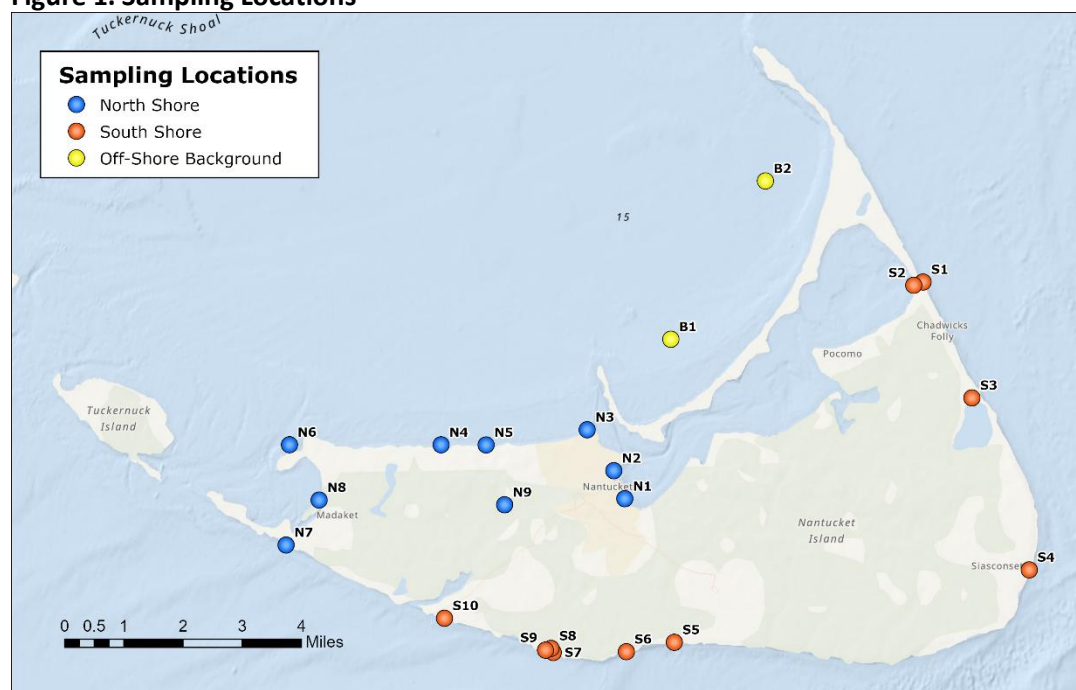 Figure 1. Sampling Locations
Tuckernuck Shoal
Sampling Locations
North Shore
South Shore
Off-Shore Background
B2
15
S2
S1
B1
Chadwicks
Folly
Pocomo
S3
Tuckernuck
Island
N6
N4
N5
N3
N2
Nantucket
N1
N8
Madaket
N9
N7
Nantucket
Island
Siasconset
S4
S10
S9
S8
S7
S6
S5
0 0.5 1 2 3 4
Miles